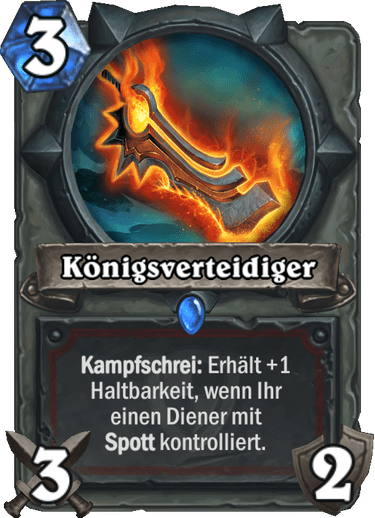 3
Königsverteidiger
Kampfschrei: Erhält +1
Haltbarkeit, wenn Ihr
einen Diener mit
Spott kontrolliert.
3
2